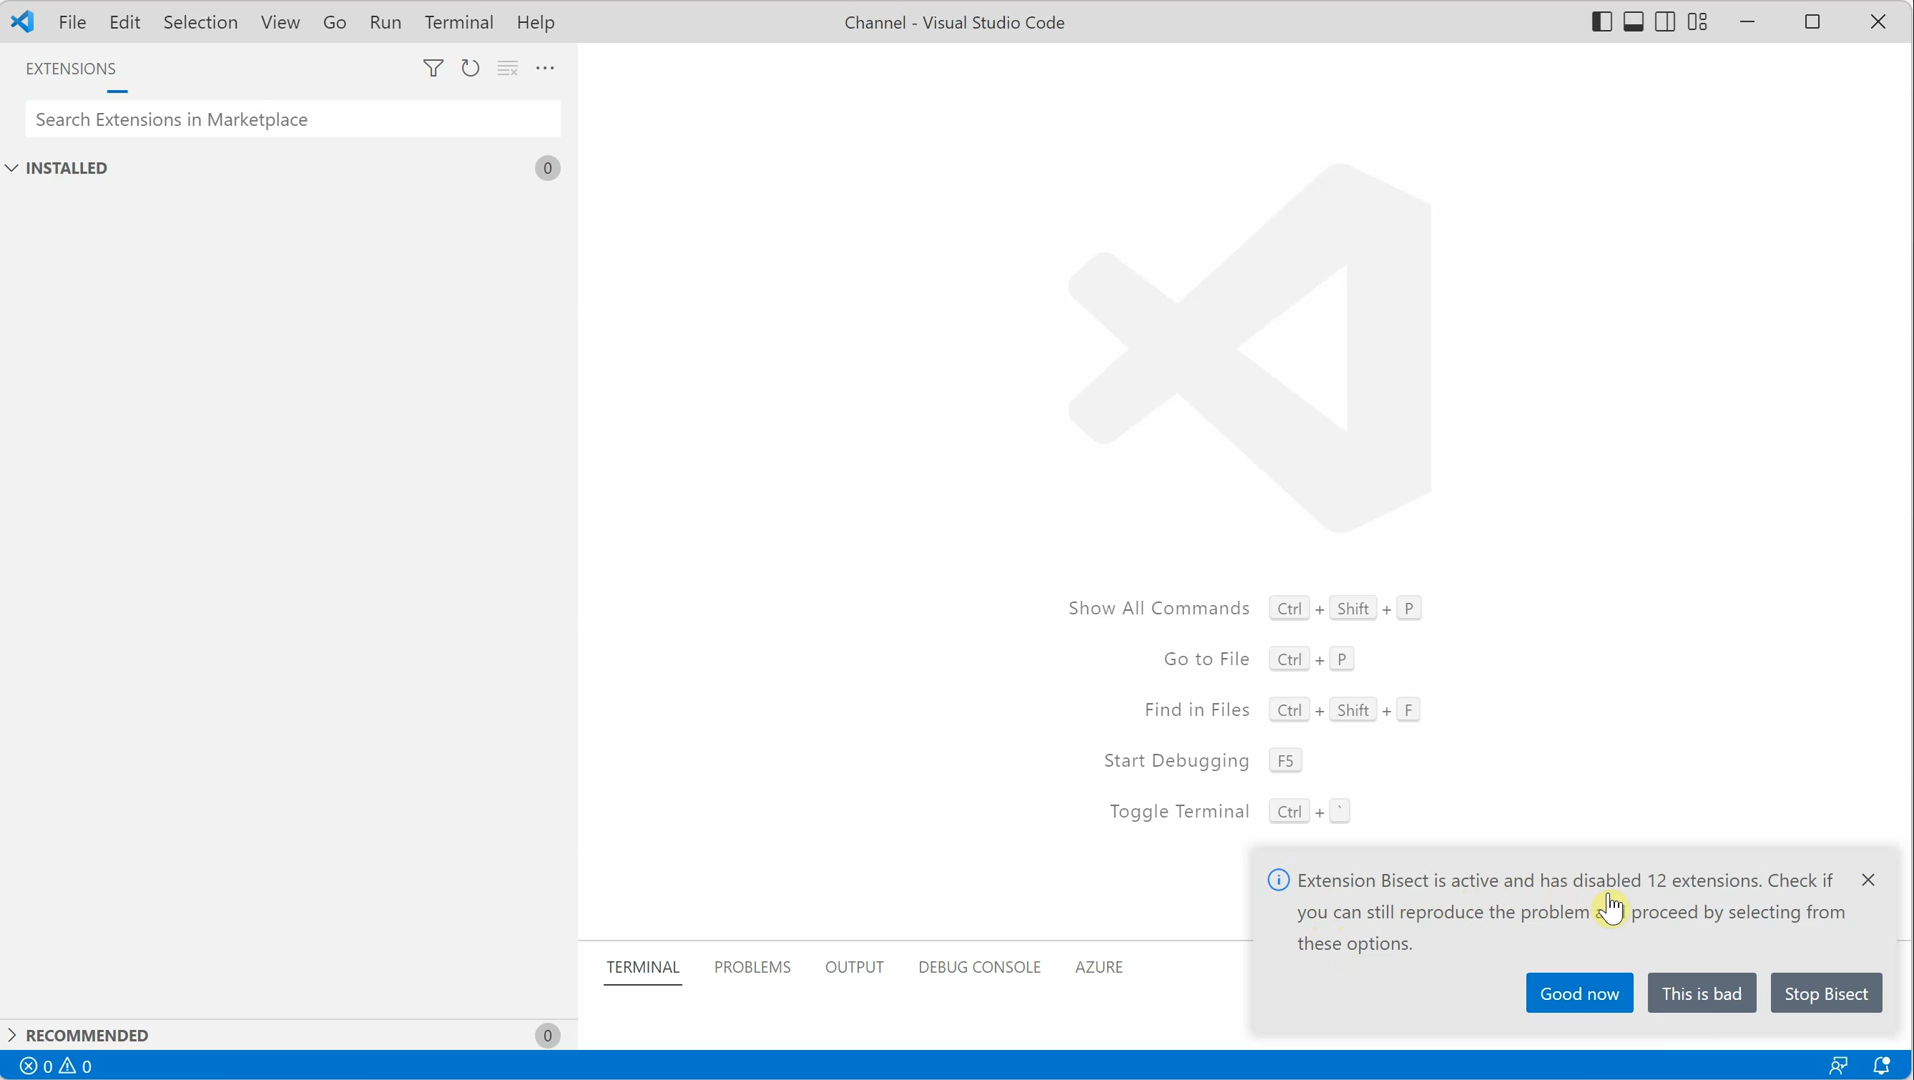 File Edit Selection View Go Run Terminal Help
Channel - Visual Studio Code
EXTENSIONS
Search Extensions in Marketplace
INSTALLED 0
Show All Commands Ctrl + Shift + P
Go to File Ctrl + P
Find in Files Ctrl + Shift + F
Start Debugging F5
Toggle Terminal Ctrl + `
Extension Bisect is active and has disabled 12 extensions. Check if
you can still reproduce the problem proceed by selecting from
these options.
Good now This is bad Stop Bisect
TERMINAL PROBLEMS OUTPUT DEBUG CONSOLE AZURE
RECOMMENDED 0
0 0